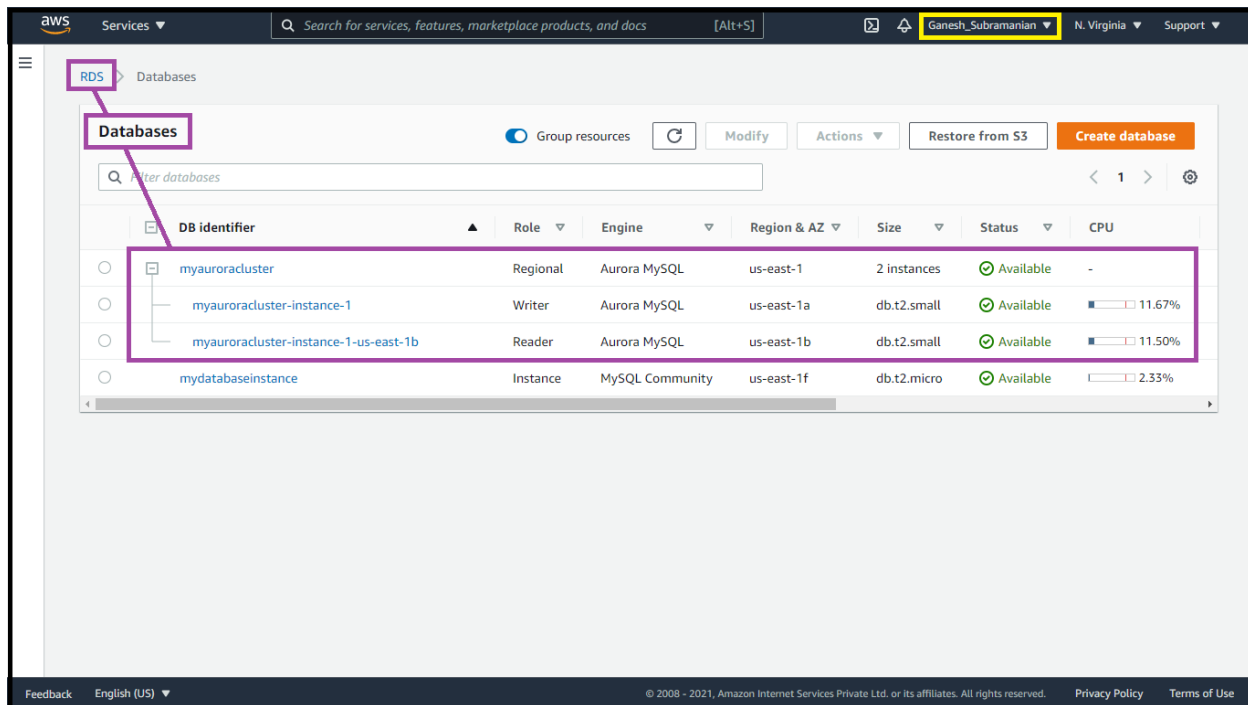 aws Services ▼ Search for services, features, marketplace products, and docs [Alt+S] Ganesh_Subramanian ▼ N. Virginia ▼ Support ▼
RDS > Databases
Databases Group resources Modify Actions ▼ Restore from S3 Create database
Filter databases < 1 >
DB identifier Role Engine Region & AZ Size Status CPU
myauroracluster Regional Aurora MySQL us-east-1 2 instances Available -
myauroracluster-instance-1 Writer Aurora MySQL us-east-1a db.t2.small Available 11.67%
myauroracluster-instance-1-us-east-1b Reader Aurora MySQL us-east-1b db.t2.small Available 11.50%
mydatabaseinstance Instance MySQL Community us-east-1f db.t2.micro Available 2.33%
Feedback English (US) ▼ © 2008 - 2021, Amazon Internet Services Private Ltd. or its affiliates. All rights reserved. Privacy Policy Terms of Use